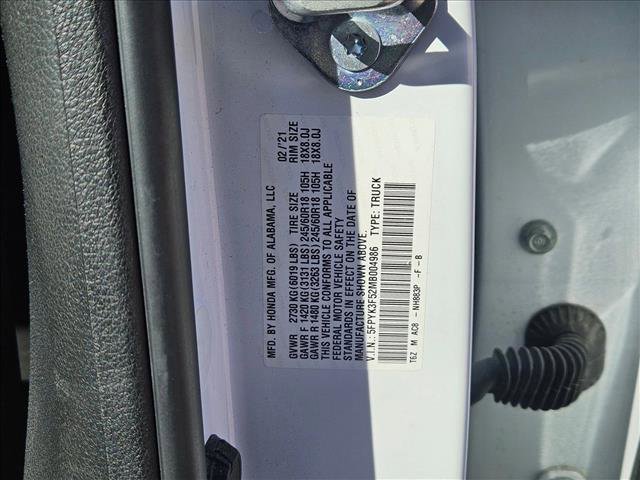 MFD. BY HONDA MFG. OF ALABAMA, LLC 02/'21
GVWR 2730 KG(6019 LBS) TIRE SIZE RIM SIZE
GAWR F 1420 KG(3131 LBS) 245/60R18 105H 18X8.0J
GAWR R 1480 KG(3263 LBS) 245/60R18 105H 18X8.0J
THIS VEHICLE CONFORMS TO ALL APPLICABLE
FEDERAL MOTOR VEHICLE SAFETY
STANDARDS IN EFFECT ON THE DATE OF
MANUFACTURE SHOWN ABOVE.
V.I.N.: 5FPYK3F52MB004986 TYPE: TRUCK
T6Z M AC8 - NH883P -F -B